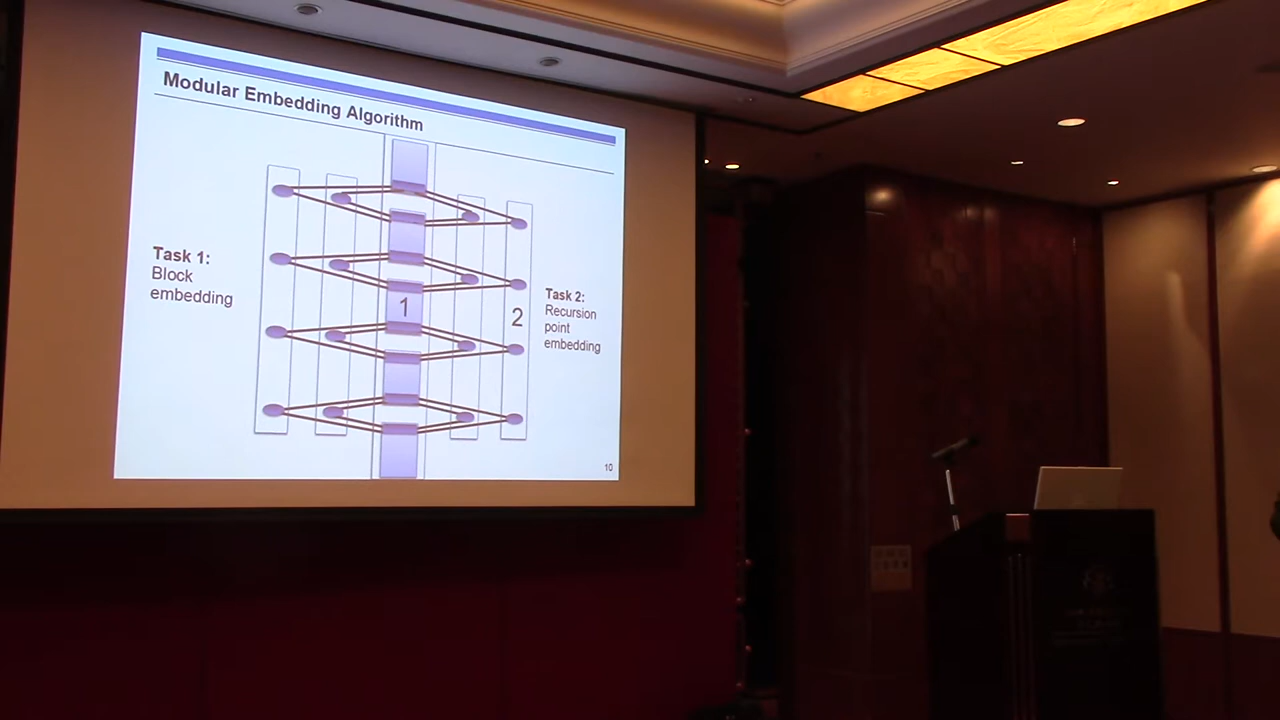 Modular Embedding Algorithm
Task 1:
Block
embedding
1
2
Task 2:
Recursion
point
embedding
10